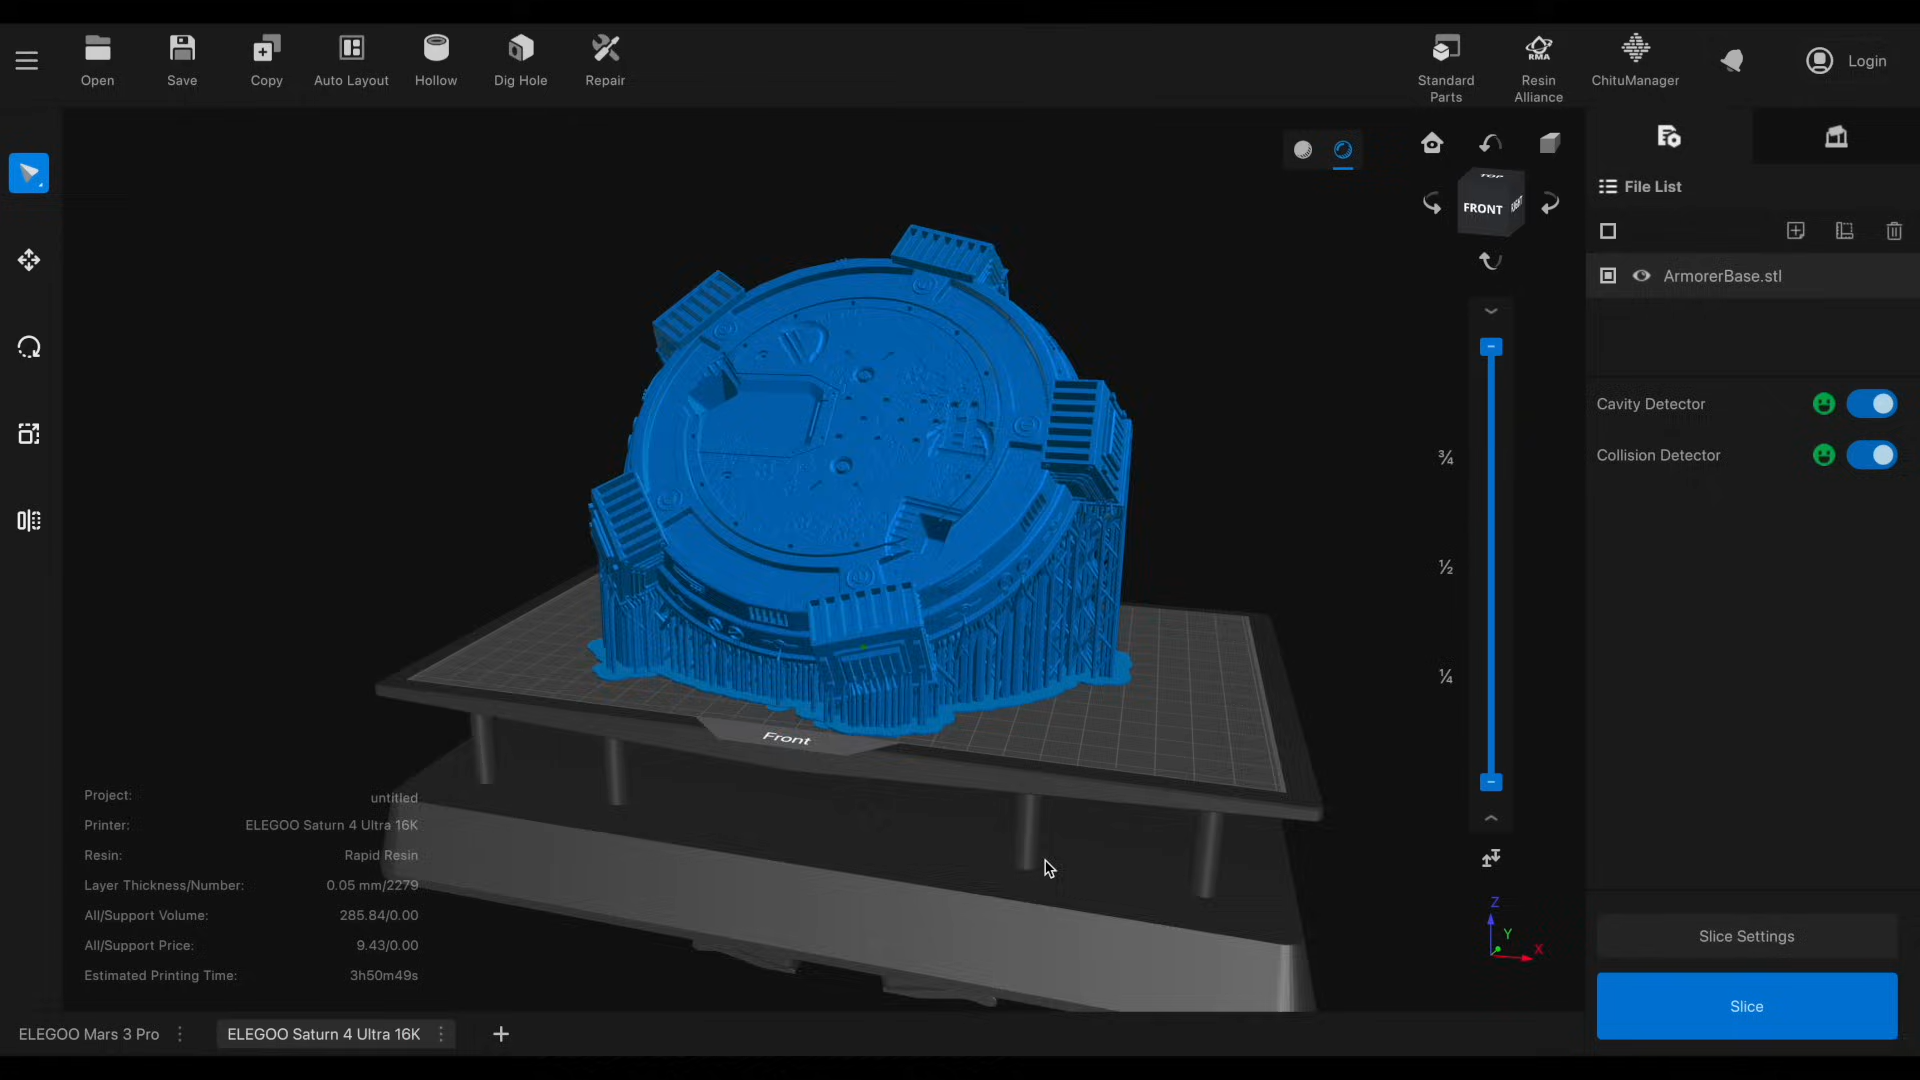 Open
Save
Copy
Auto Layout
Hollow
Dig Hole
Repair
Standard
Parts
Resin
Alliance
RMA
ChituManager
Login
TOP
FRONT
RIGHT
File List
ArmorerBase.stl
Cavity Detector
Collision Detector
¾
½
¼
Front
Project: untitled
Printer: ELEGOO Saturn 4 Ultra 16K
Resin: Rapid Resin
Layer Thickness/Number: 0.05 mm/2279
All/Support Volume: 285.84/0.00
All/Support Price: 9.43/0.00
Estimated Printing Time: 3h50m49s
Z
Y
X
Slice Settings
Slice
ELEGOO Mars 3 Pro
ELEGOO Saturn 4 Ultra 16K